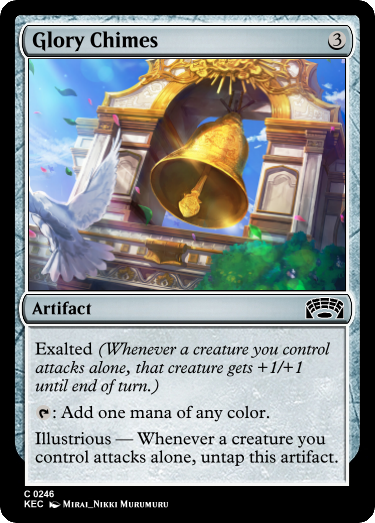 Glory Chimes 3
Artifact
Exalted (Whenever a creature you control
attacks alone, that creature gets +1/+1
until end of turn.)
: Add one mana of any color.
Illustrious — Whenever a creature you
control attacks alone, untap this artifact.
C 0246
KEC Mirai_Nikki Murumuru